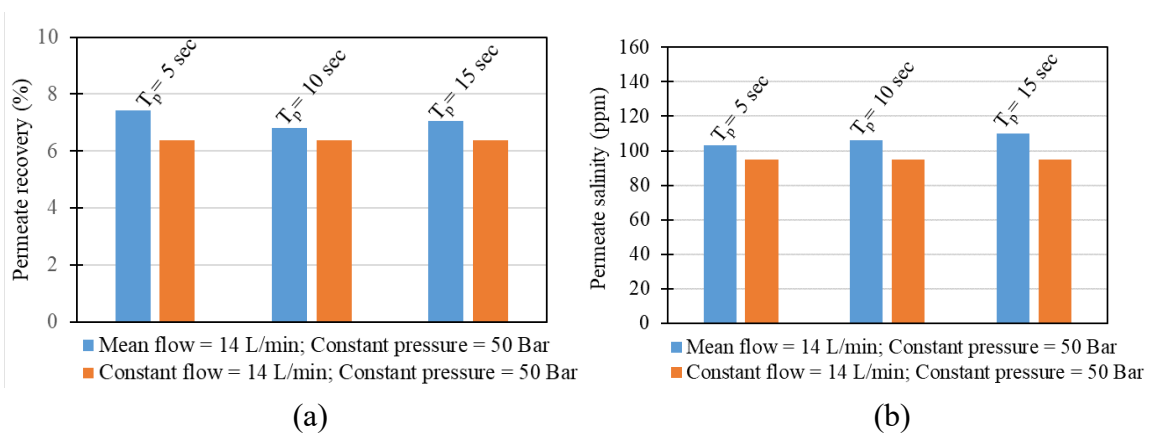 Permeate recovery (%)
10
8
6
4
2
0
Tp= 5 sec
Tp= 10 sec
Tp= 15 sec
Mean flow = 14 L/min; Constant pressure = 50 Bar
Constant flow = 14 L/min; Constant pressure = 50 Bar
(a)
Permeate salinity (ppm)
160
140
120
100
80
60
40
20
0
Tp= 5 sec
Tp= 10 sec
Tp= 15 sec
Mean flow = 14 L/min; Constant pressure = 50 Bar
Constant flow = 14 L/min; Constant pressure = 50 Bar
(b)